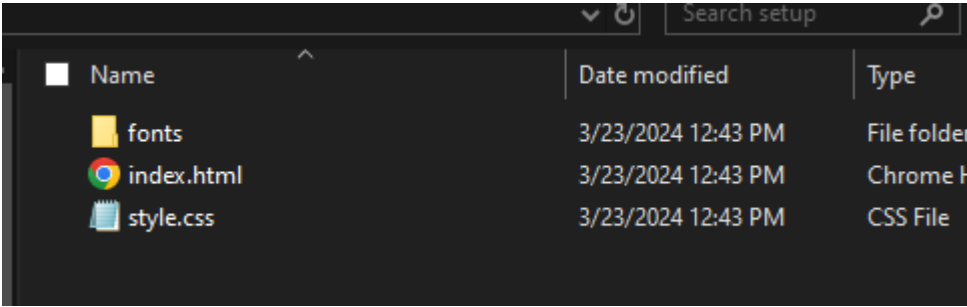 Search setup
Name Date modified Type
fonts 3/23/2024 12:43 PM File folder
index.html 3/23/2024 12:43 PM Chrome H
style.css 3/23/2024 12:43 PM CSS File